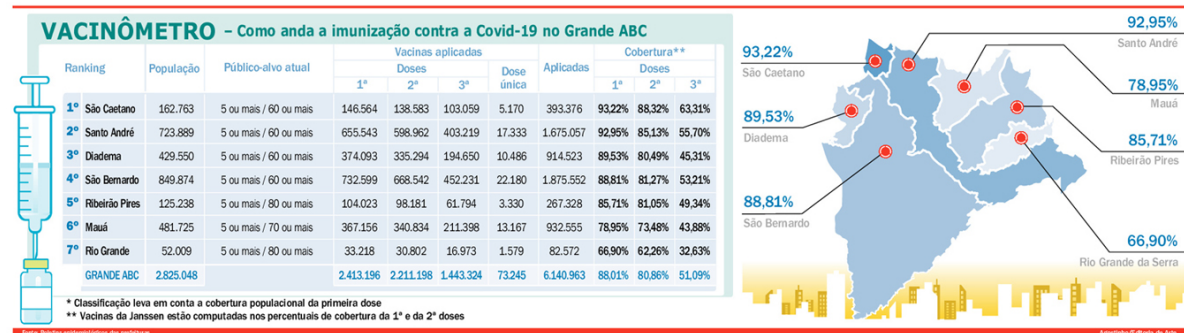 VACINÔMETRO – Como anda a imunização contra a Covid-19 no Grande ABC
Ranking População Público-alvo atual Vacinas aplicadas Aplicadas Cobertura**
Doses Dose única Doses
1ª 2ª 3ª 1ª 2ª 3ª
1º São Caetano 162.763 5 ou mais / 60 ou mais 146.564 138.583 103.059 5.170 393.376 93,22% 88,32% 63,31%
2º Santo André 723.889 5 ou mais / 60 ou mais 655.543 598.962 403.219 17.333 1.675.057 92,95% 85,13% 55,70%
3º Diadema 429.550 5 ou mais / 60 ou mais 374.093 335.294 194.650 10.486 914.523 89,53% 80,49% 45,31%
4º São Bernardo 849.874 5 ou mais / 60 ou mais 732.599 668.542 452.231 22.180 1.875.552 88,81% 81,27% 53,21%
5º Ribeirão Pires 125.238 5 ou mais / 80 ou mais 104.023 98.181 61.794 3.330 267.328 85,71% 81,05% 49,34%
6º Mauá 481.725 5 ou mais / 70 ou mais 367.156 340.834 211.398 13.167 932.555 78,95% 73,48% 43,88%
7º Rio Grande 52.009 5 ou mais / 80 ou mais 33.218 30.802 16.973 1.579 82.572 66,90% 62,26% 32,63%
GRANDE ABC 2.825.048 2.413.196 2.211.198 1.443.324 73.245 6.140.963 88,01% 80,86% 51,09%
* Classificação leva em conta a cobertura populacional da primeira dose
** Vacinas da Janssen estão computadas nos percentuais de cobertura da 1ª e da 2ª doses
93,22%
São Caetano
89,53%
Diadema
88,81%
São Bernardo
92,95%
Santo André
78,95%
Mauá
85,71%
Ribeirão Pires
66,90%
Rio Grande da Serra